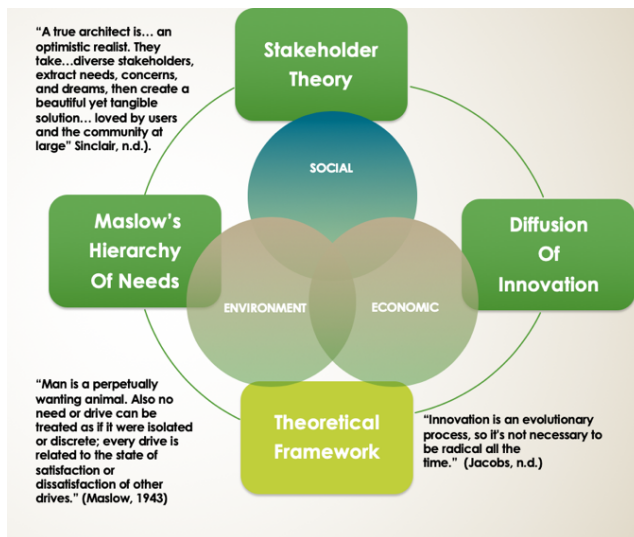 “A true architect is… an
optimistic realist. They
take…diverse stakeholders,
extract needs, concerns,
and dreams, then create a
beautiful yet tangible
solution… loved by users
and the community at
large” Sinclair, n.d.).
Stakeholder
Theory
SOCIAL
Maslow’s
Hierarchy
Of Needs
Diffusion
Of
Innovation
ENVIRONMENT
ECONOMIC
“Man is a perpetually
wanting animal. Also no
need or drive can be
treated as if it were isolated
or discrete; every drive is
related to the state of
satisfaction or
dissatisfaction of other
drives.” (Maslow, 1943)
Theoretical
Framework
“Innovation is an evolutionary
process, so it's not necessary to
be radical all the
time.”  (Jacobs, n.d.)